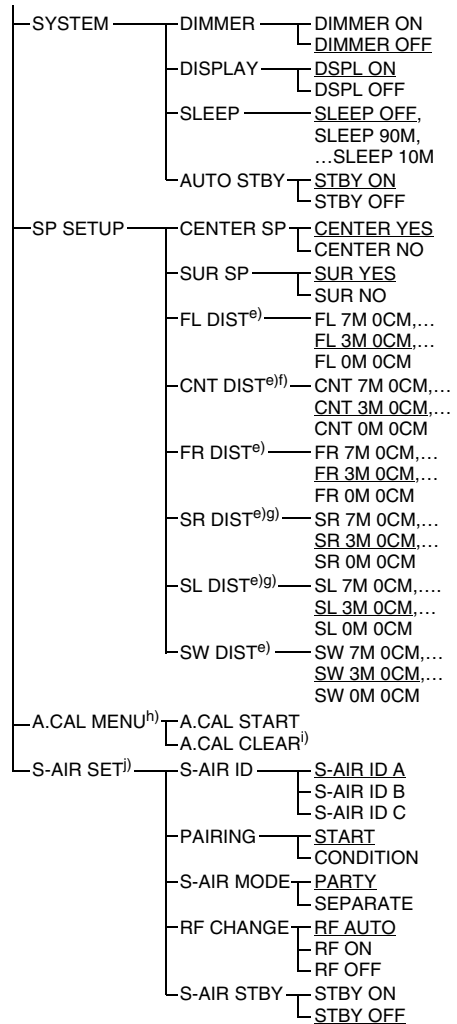 SYSTEM DIMMER DIMMER ON
DIMMER OFF
DISPLAY DSPL ON
DSPL OFF
SLEEP SLEEP OFF,
SLEEP 90M,
…SLEEP 10M
AUTO STBY STBY ON
STBY OFF
SP SETUP CENTER SP CENTER YES
CENTER NO
SUR SP SUR YES
SUR NO
FL DISTe) FL 7M 0CM,…
FL 3M 0CM,…
FL 0M 0CM
CNT DISTe)f) CNT 7M 0CM,…
CNT 3M 0CM,…
CNT 0M 0CM
FR DISTe) FR 7M 0CM,…
FR 3M 0CM,…
FR 0M 0CM
SR DISTe)g) SR 7M 0CM,…
SR 3M 0CM,…
SR 0M 0CM
SL DISTe)g) SL 7M 0CM,….
SL 3M 0CM,…
SL 0M 0CM
SW DISTe) SW 7M 0CM,…
SW 3M 0CM,…
SW 0M 0CM
A.CAL MENUh) A.CAL START
A.CAL CLEARi)
S-AIR SETj) S-AIR ID S-AIR ID A
S-AIR ID B
S-AIR ID C
PAIRING START
CONDITION
S-AIR MODE PARTY
SEPARATE
RF CHANGE RF AUTO
RF ON
RF OFF
S-AIR STBY STBY ON
STBY OFF